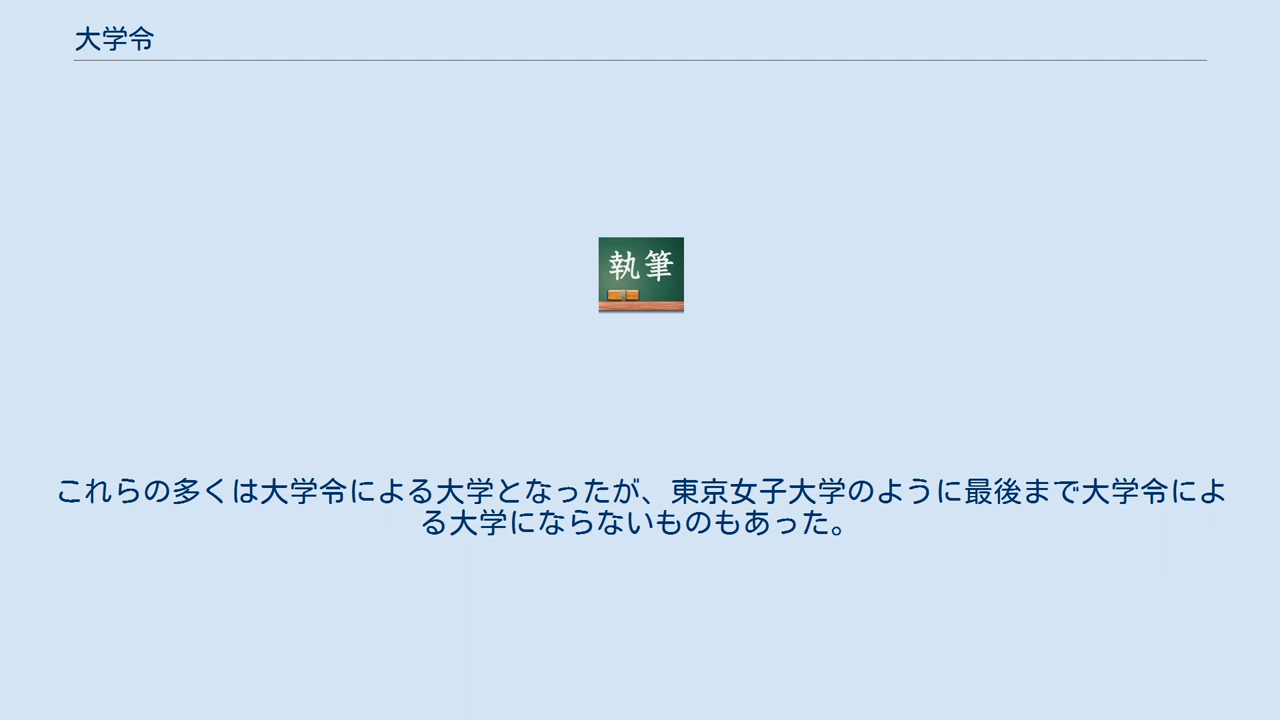 大学令
執筆
これらの多くは大学令による大学となったが、東京女子大学のように最後まで大学令によ
る大学にならないものもあった。